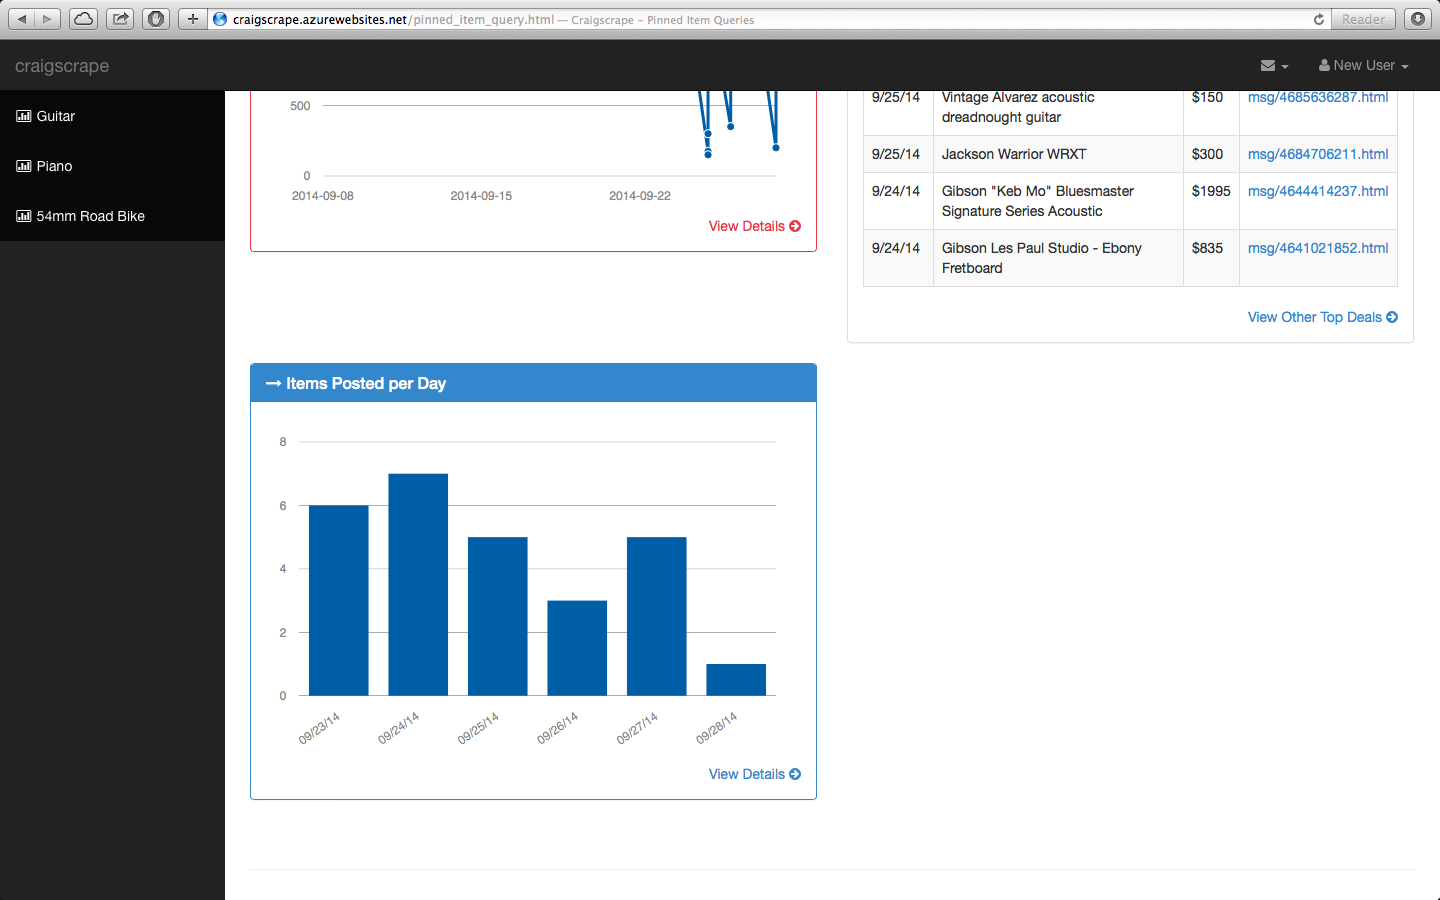 craigscrape.azurewebsites.net/pinned_item_query.html — Craigscrape – Pinned Item Queries
Reader
craigscrape
New User
Guitar
Piano
54mm Road Bike
500
0
2014-09-08 2014-09-15 2014-09-22
View Details
9/25/14 Vintage Alvarez acoustic $150 msg/4685636287.html
dreadnought guitar
9/25/14 Jackson Warrior WRXT $300 msg/4684706211.html
9/24/14 Gibson "Keb Mo" Bluesmaster $1995 msg/4644414237.html
Signature Series Acoustic
9/24/14 Gibson Les Paul Studio - Ebony $835 msg/4641021852.html
Fretboard
View Other Top Deals
Items Posted per Day
8
6
4
2
0
09/23/14 09/24/14 09/25/14 09/26/14 09/27/14 09/28/14
View Details